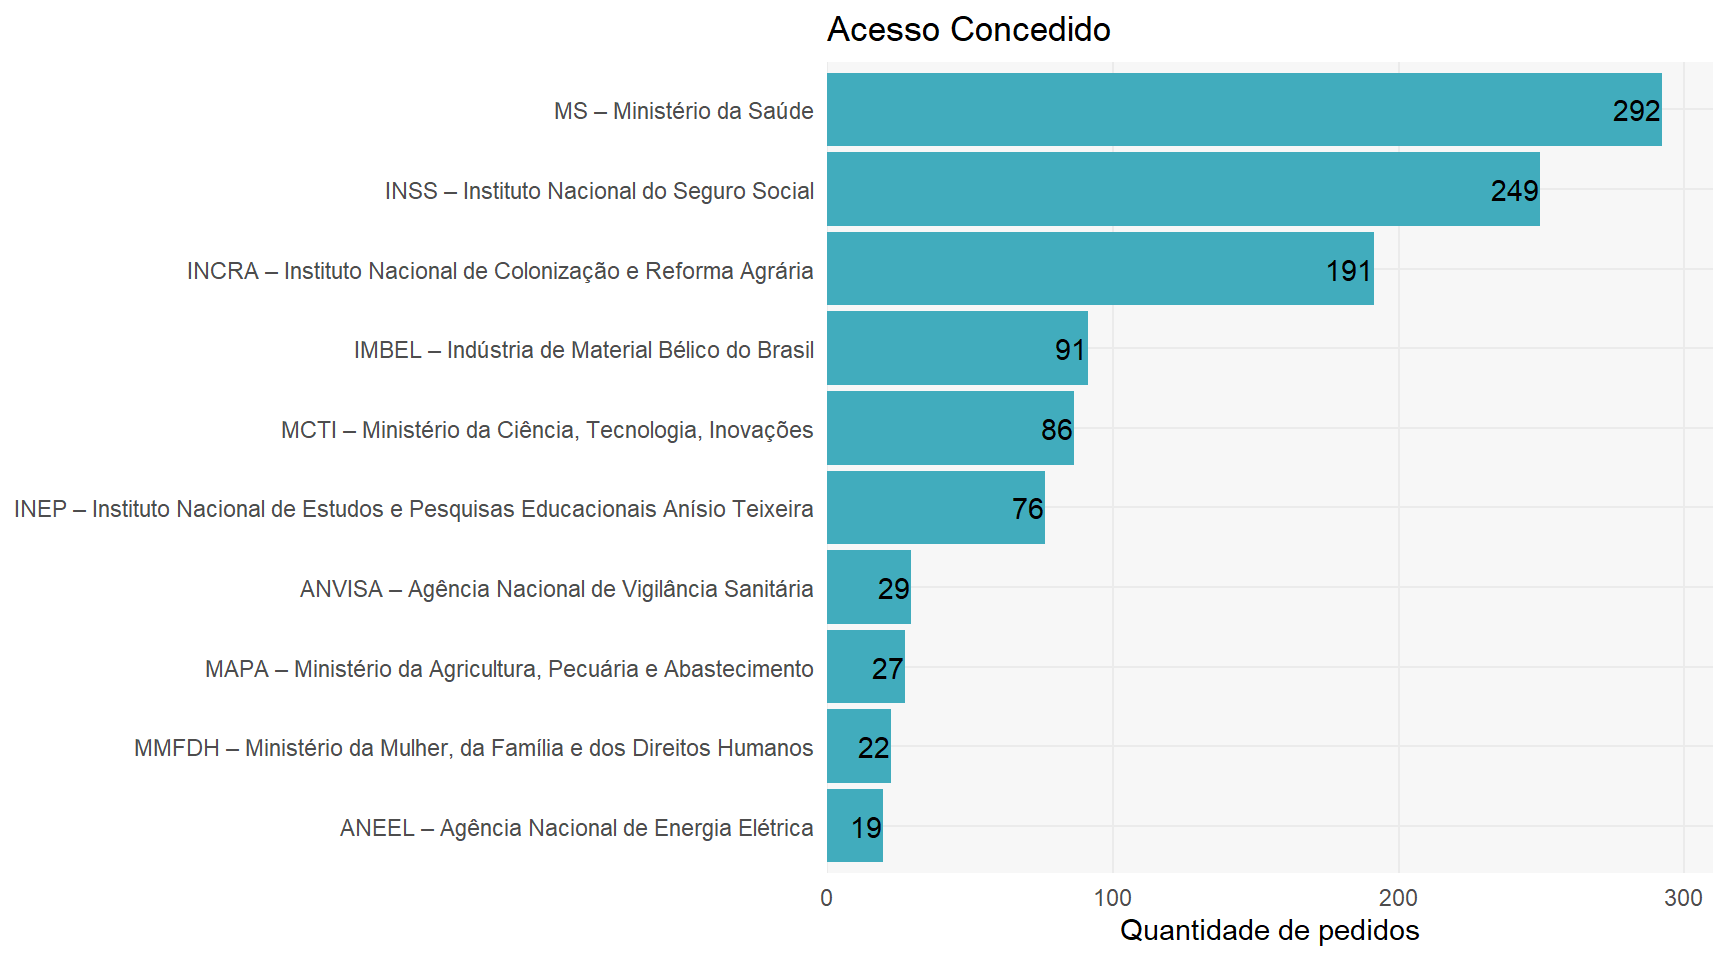 Acesso Concedido
MS – Ministério da Saúde
292
INSS – Instituto Nacional do Seguro Social
249
INCRA – Instituto Nacional de Colonização e Reforma Agrária
191
IMBEL – Indústria de Material Bélico do Brasil
91
MCTI – Ministério da Ciência, Tecnologia, Inovações
86
INEP – Instituto Nacional de Estudos e Pesquisas Educacionais Anísio Teixeira
76
ANVISA – Agência Nacional de Vigilância Sanitária
29
MAPA – Ministério da Agricultura, Pecuária e Abastecimento
27
MMFDH – Ministério da Mulher, da Família e dos Direitos Humanos
22
ANEEL – Agência Nacional de Energia Elétrica
19
0 100 200 300
Quantidade de pedidos